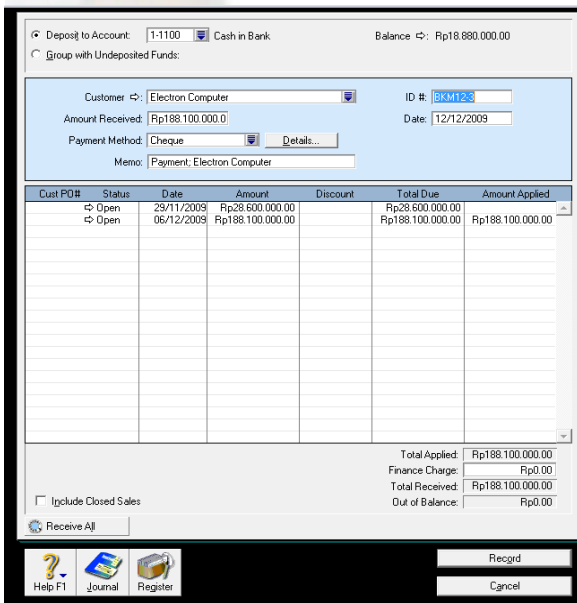 Deposit to Account: 1-1100 Cash in Bank Balance ⇨: Rp18.880.000.00
Group with Undeposited Funds:
Customer ⇨: Electron Computer ID #: BKM12-3
Amount Received: Rp188.100.000.0 Date: 12/12/2009
Payment Method: Cheque Details...
Memo: Payment; Electron Computer
Cust PO# Status Date Amount Discount Total Due Amount Applied
⇨ Open 29/11/2009 Rp28.600.000.00 Rp28.600.000.00
⇨ Open 06/12/2009 Rp188.100.000.00 Rp188.100.000.00 Rp188.100.000.00
Total Applied: Rp188.100.000.00
Finance Charge: Rp0.00
Total Received: Rp188.100.000.00
Include Closed Sales Out of Balance: Rp0.00
Receive All
Help F1 Journal Register Record
Cancel